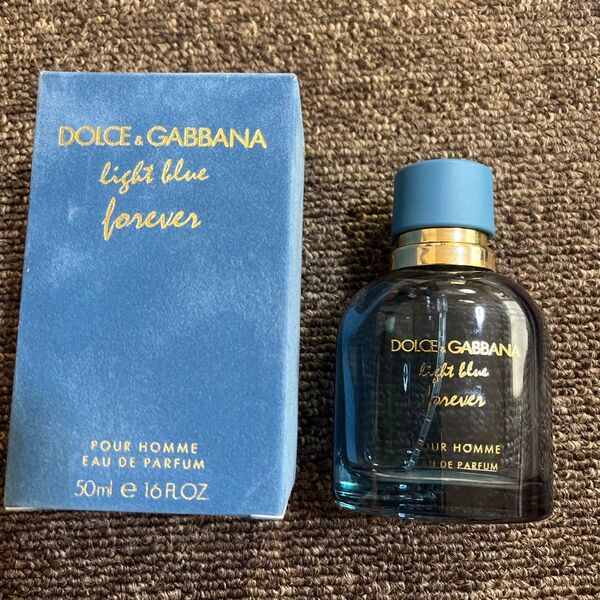 DOLCE & GABBANA
light blue
forever
POUR HOMME
EAU DE PARFUM
50ml e 1.6 FL.OZ
DOLCE & GABBANA
light blue
forever
POUR HOMME
EAU DE PARFUM